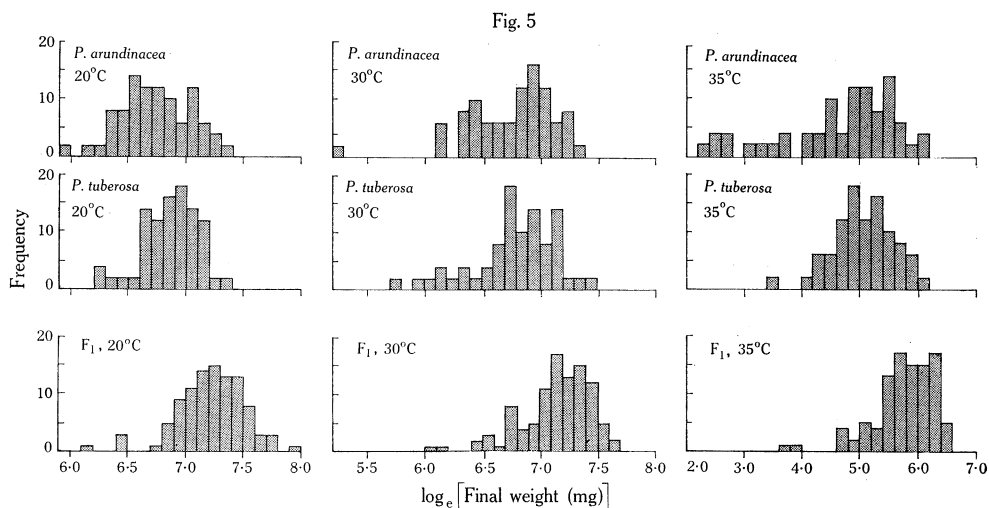 Fig. 5
20
10
0
P. arundinacea
20°C
P. arundinacea
30°C
P. arundinacea
35°C
20
10
0
P. tuberosa
20°C
P. tuberosa
30°C
P. tuberosa
35°C
Frequency
20
10
0
F₁, 20°C
F₁, 30°C
F₁, 35°C
6·0 6·5 7·0 7·5 8·0
5·5 6·0 6·5 7·0 7·5 8·0
2·0 3·0 4·0 5·0 6·0 7·0
logₑ [Final weight (mg)]